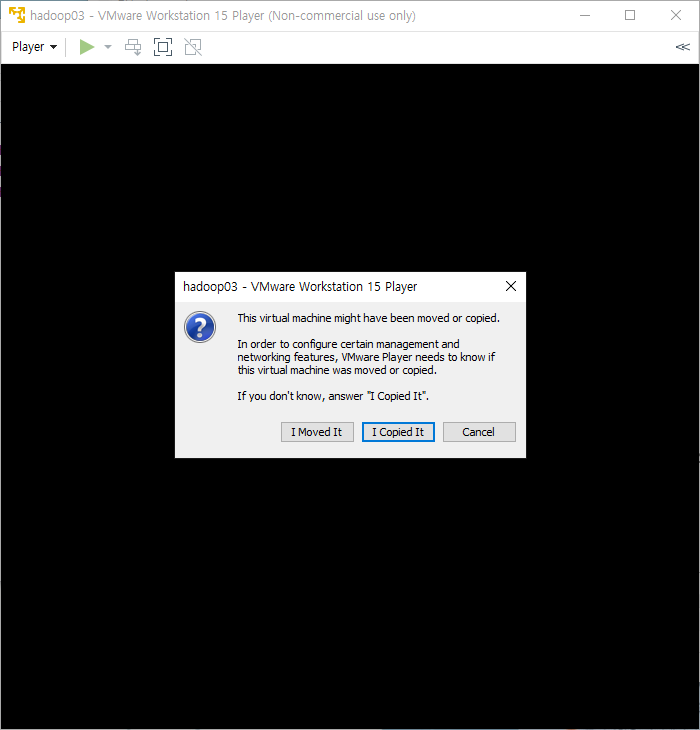 hadoop03 - VMware Workstation 15 Player (Non-commercial use only)
Player
hadoop03 - VMware Workstation 15 Player
This virtual machine might have been moved or copied.
In order to configure certain management and
networking features, VMware Player needs to know if
this virtual machine was moved or copied.
If you don't know, answer "I Copied It".
I Moved It
I Copied It
Cancel